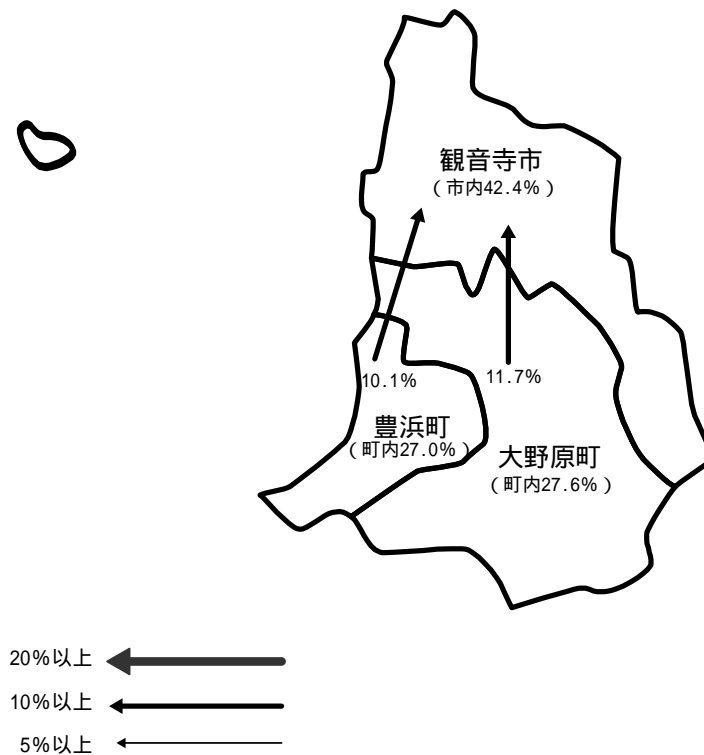 観音寺市
（市内42.4%）
10.1%
11.7%
豊浜町
（町内27.0%）
大野原町
（町内27.6%）
20%以上
10%以上
5%以上